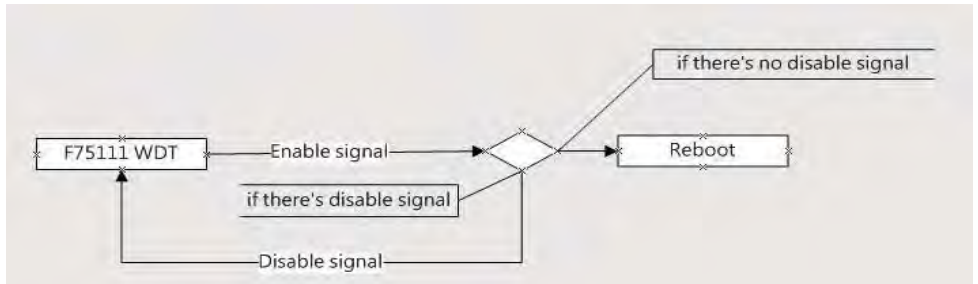 if there's no disable signal
F75111 WDT
Enable signal
Reboot
if there's disable signal
Disable signal